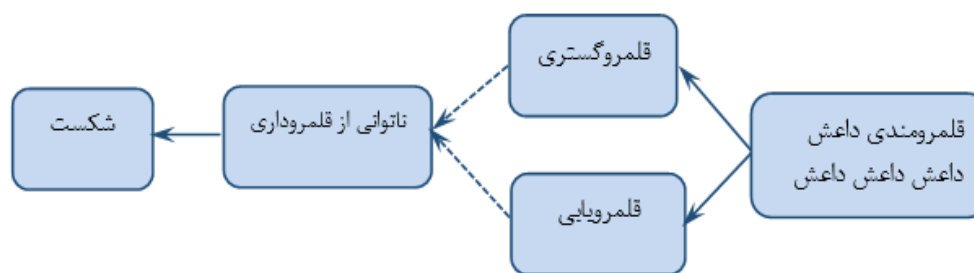 قلمرومندی داعش
داعش داعش داعش
قلمروگستری
قلمرویابی
ناتوانی از قلمروداری
شکست